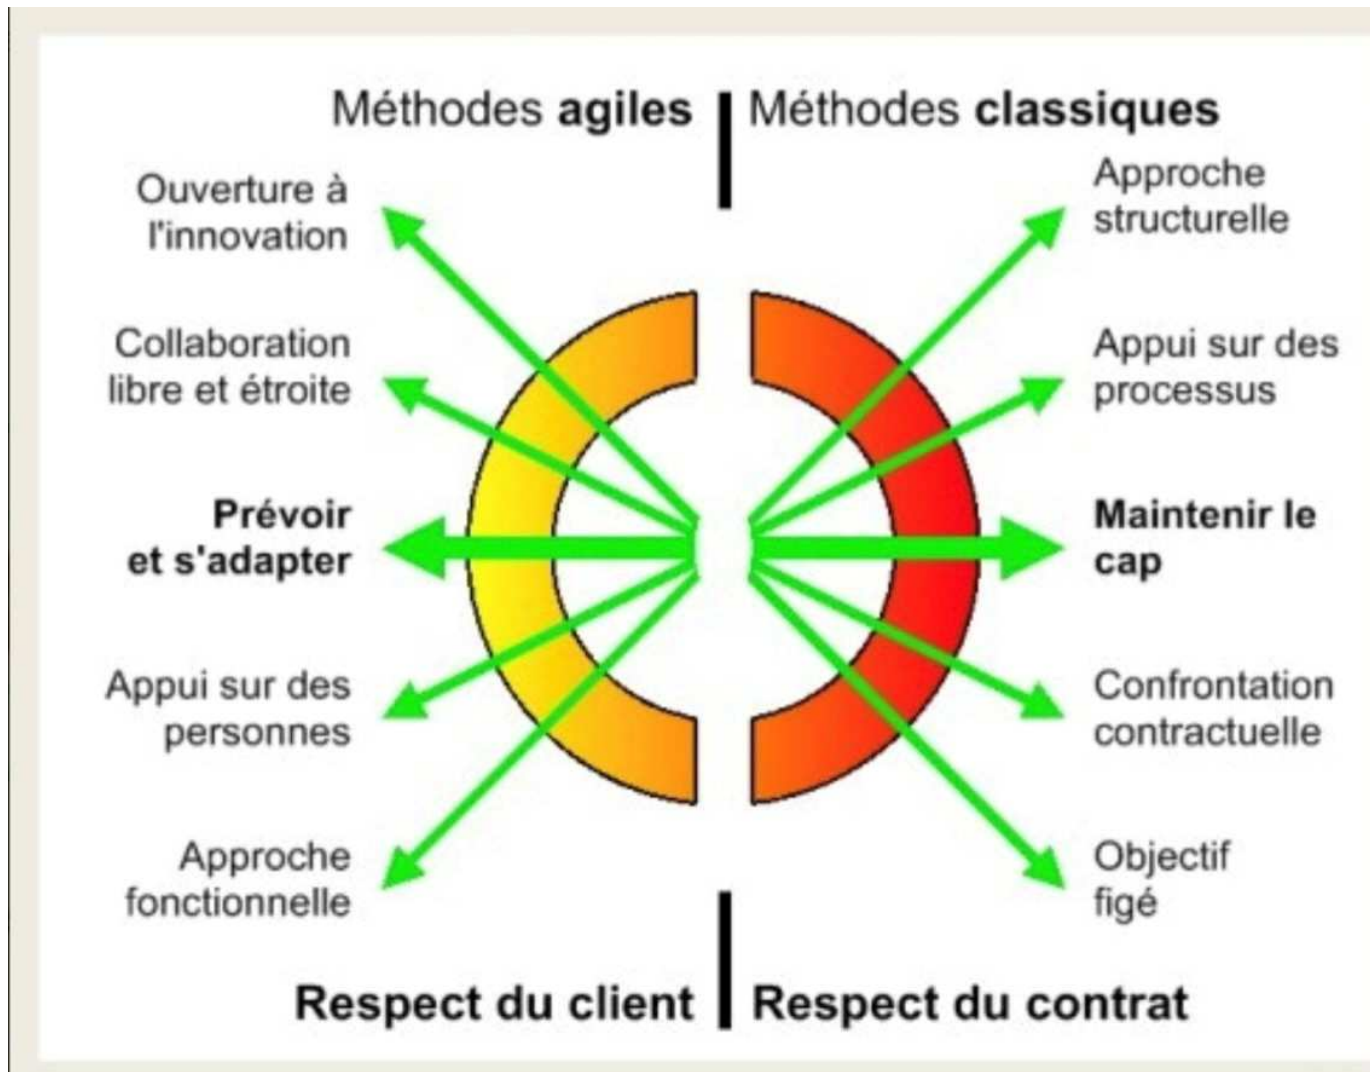 Méthodes agiles
Méthodes classiques
Ouverture à
l'innovation
Collaboration
libre et étroite
Prévoir
et s'adapter
Appui sur des
personnes
Approche
fonctionnelle
Respect du client
Approche
structurelle
Appui sur des
processus
Maintenir le
cap
Confrontation
contractuelle
Objectif
figé
Respect du contrat